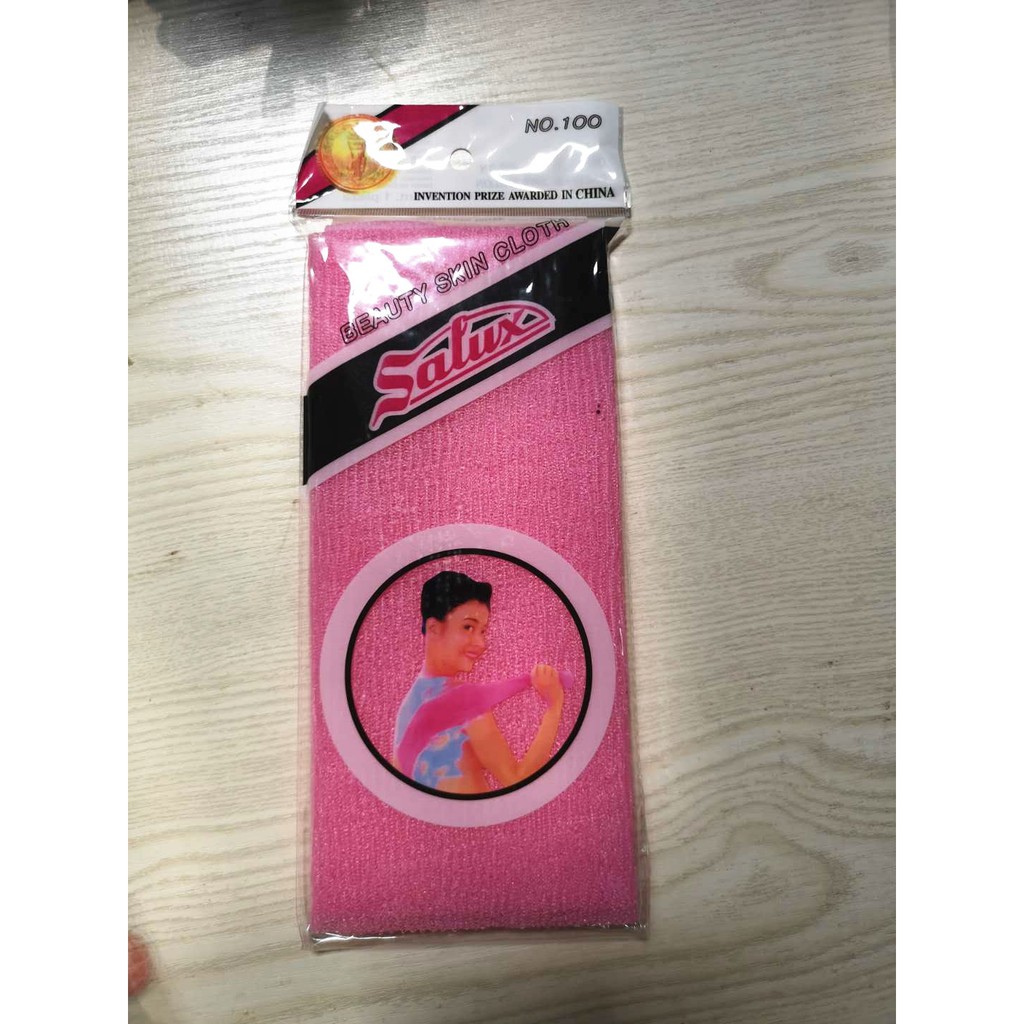 NO.100
INVENTION PRIZE AWARDED IN CHINA
BEAUTY SKIN CLOTH
Salux